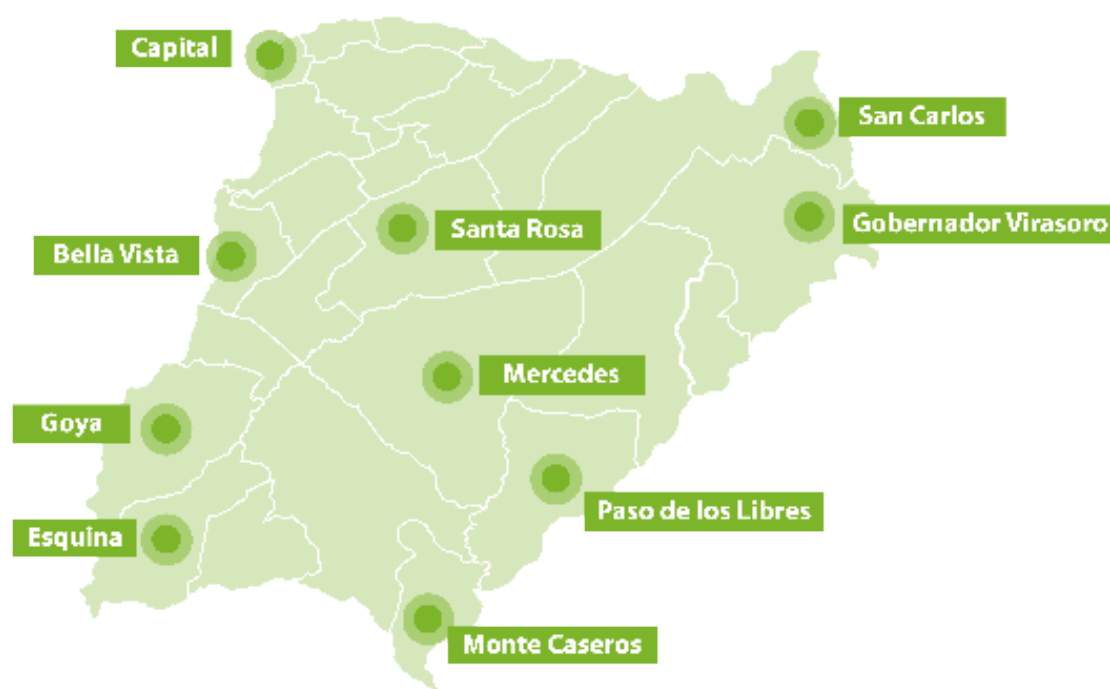 Capital
San Carlos
Gobernador Virasoro
Santa Rosa
Bella Vista
Mercedes
Goya
Paso de los Libres
Esquina
Monte Caseros